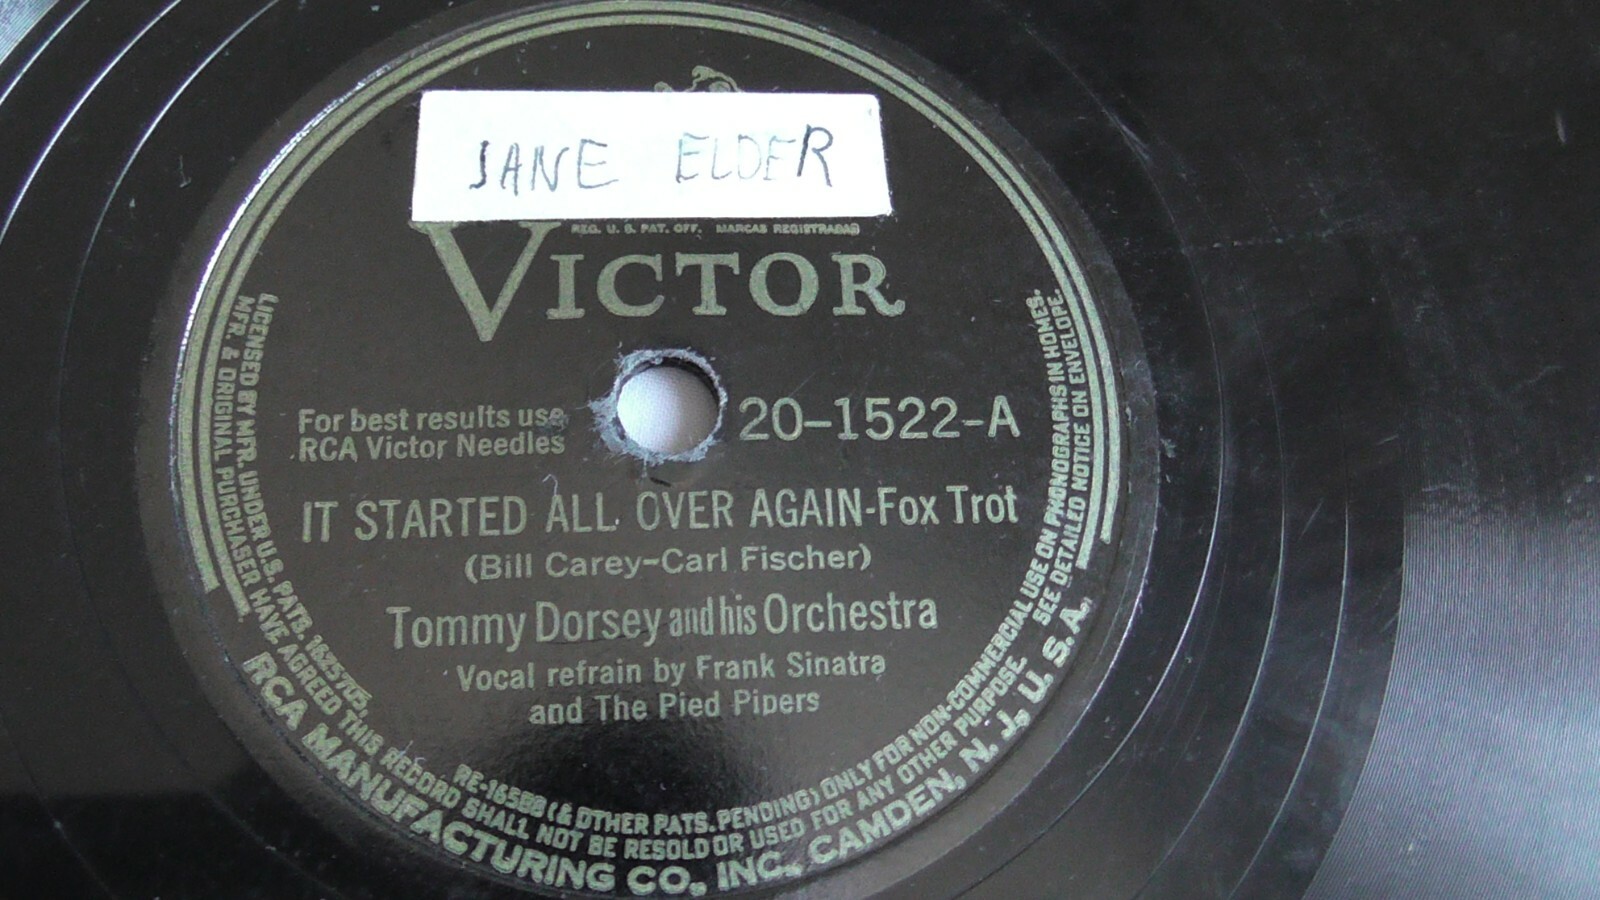 JANE ELDER
REG. U. S. PAT. OFF. MARCAS REGISTRADAS
VICTOR
For best results use
RCA Victor Needles
20-1522-A
IT STARTED ALL OVER AGAIN-Fox Trot
(Bill Carey-Carl Fischer)
Tommy Dorsey and his Orchestra
Vocal refrain by Frank Sinatra
and The Pied Pipers
LICENSED BY MFR. UNDER U.S. PATS. 1625705, RE-16588 (& OTHER PATS. PENDING) ONLY FOR NON-COMMERCIAL USE ON PHONOGRAPHS IN HOMES.
MFR. & ORIGINAL PURCHASER HAVE AGREED THIS RECORD SHALL NOT BE RESOLD OR USED FOR ANY OTHER PURPOSE. SEE DETAILED NOTICE ON ENVELOPE.
RCA MANUFACTURING CO., INC., CAMDEN, N. J., U. S. A.